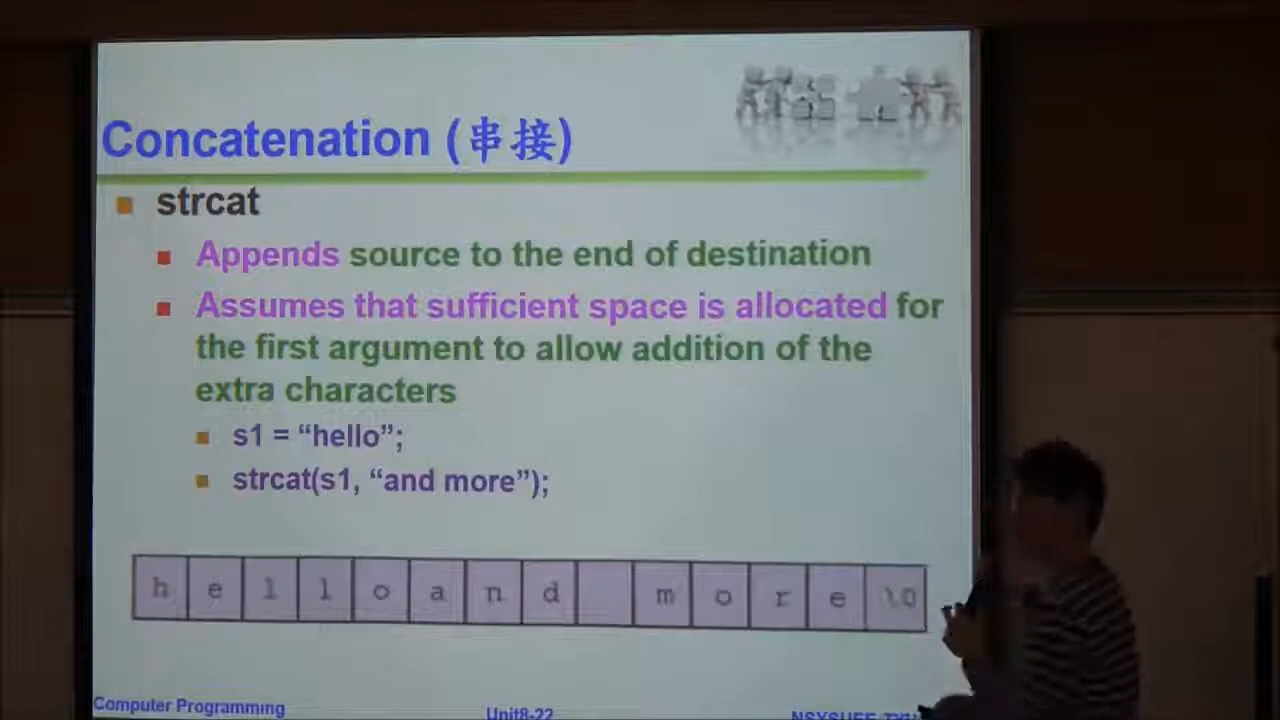 Concatenation (串接)
strcat
Appends source to the end of destination
Assumes that sufficient space is allocated for
the first argument to allow addition of the
extra characters
s1 = “hello”;
strcat(s1, “and more”);
h e l l o a n d m o r e \0
Computer Programming
Unit8-22